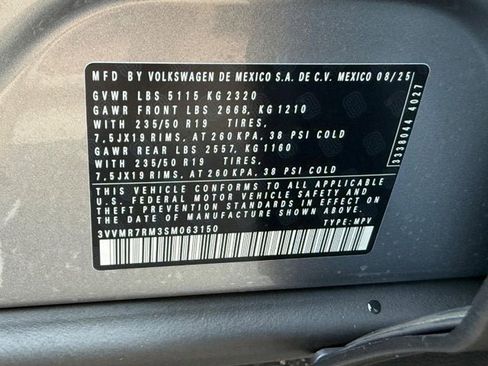 MFD BY VOLKSWAGEN DE MEXICO S.A. DE C.V. MEXICO 08/25
GVWR LBS 5115 KG 2320
GAWR FRONT LBS 2668, KG 1210
WITH 235/50 R19 TIRES,
7,5JX19 RIMS, AT 260 KPA, 38 PSI COLD
GAWR REAR LBS 2557, KG 1160
WITH 235/50 R19 TIRES,
7,5JX19 RIMS, AT 260KPA, 38 PSI COLD
THIS VEHICLE CONFORMS TO ALL APPLICABLE
U.S. FEDERAL MOTOR VEHICLE SAFETY AND
THEFT PREVENTION STANDARDS IN EFFECT ON
THE DATE OF MANUFACTURE SHOWN ABOVE.
3VVMR7RM3SM063150 TYPE: MPV
3338044 4027